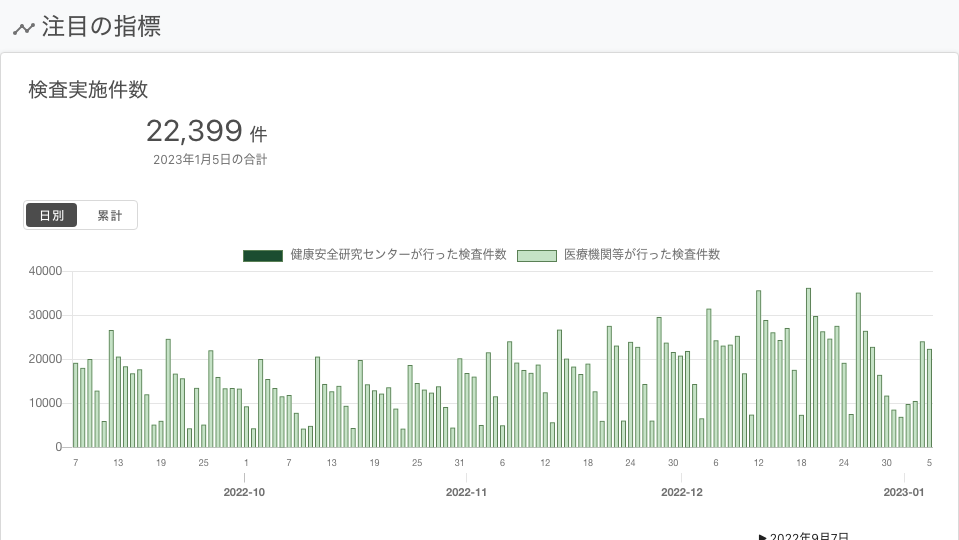 注目の指標
検査実施件数
22,399 件
2023年1月5日の合計
日別 累計
健康安全研究センターが行った検査件数 医療機関等が行った検査件数
40000
30000
20000
10000
0
7 13 19 25 1 7 13 19 25 31 6 12 18 24 30 6 12 18 24 30 5
2022-10 2022-11 2022-12 2023-01
▶ 2022年9月7日